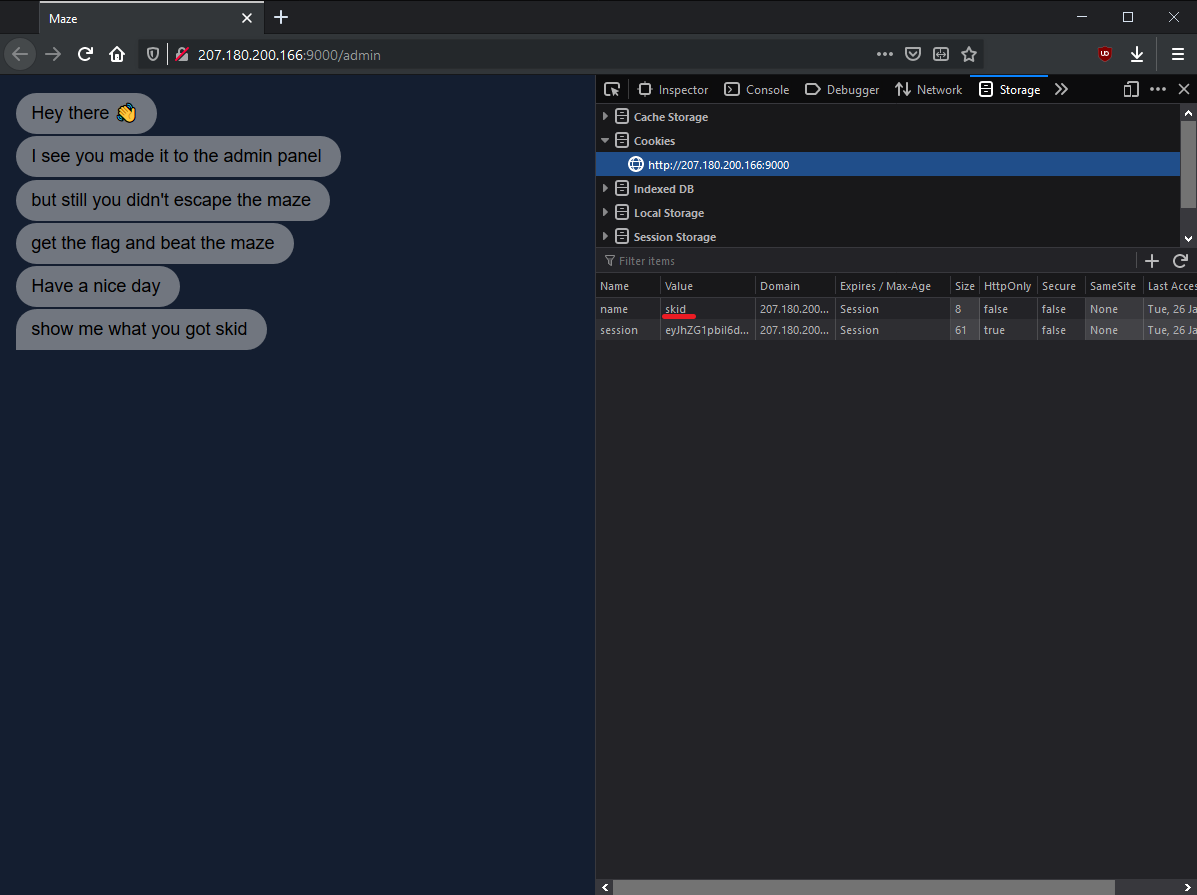 Maze
207.180.200.166:9000/admin
Hey there 👏
I see you made it to the admin panel
but still you didn't escape the maze
get the flag and beat the maze
Have a nice day
show me what you got skid
Inspector Console Debugger Network Storage
Cache Storage
Cookies
http://207.180.200.166:9000
Indexed DB
Local Storage
Session Storage
Filter items
Name Value Domain Expires / Max-Age Size HttpOnly Secure SameSite Last Acces
name skid 207.180.200... Session 8 false false None Tue, 26 Ja
session eyJhZG1pbiI6d... 207.180.200... Session 61 true false None Tue, 26 Ja